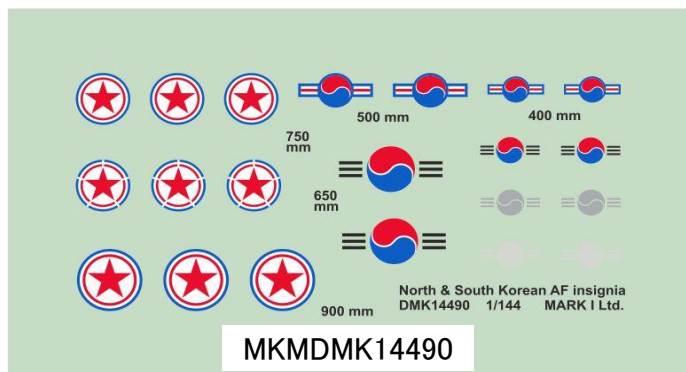 500 mm
400 mm
750
mm
650
mm
900 mm
North & South Korean AF insignia
DMK14490 1/144 MARK I Ltd.
MKMDMK14490